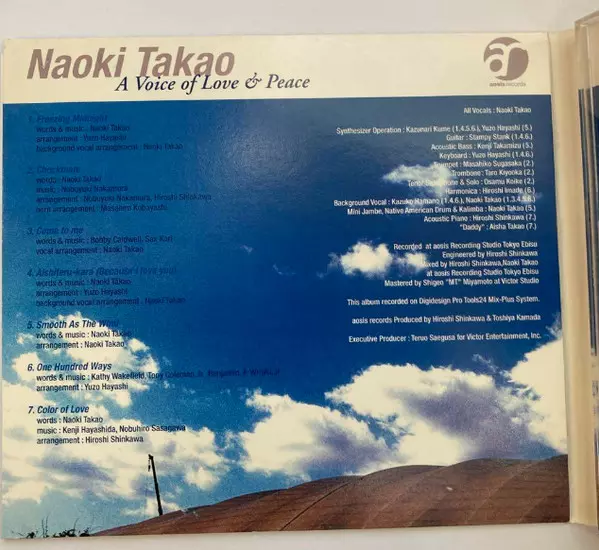 Naoki Takao
A Voice of Love & Peace
aosis records
1. Freezing Midnight
words & music : Naoki Takao
arrangement : Yuzo Hayashi
background vocal arrangement : Naoki Takao
2.
words : Naoki Takao
music : Nobuyuki Nakamura
arrangement : Nobuyuki Nakamura, Hiroshi Shinkawa
horn arrangement : Masahiro Kobayashi
3. Come to me
words & music : Bobby Caldwell,
vocal arrangement : Naoki Takao
4. Aishiteru-kara (Because I love you)
words & music : Naoki Takao
arrangement : Yuzo Hayashi
background vocal arrangement : Naoki Takao
5. Smooth As The Wind
words & music : Naoki Takao
arrangement : Naoki Takao
6. One Hundred Ways
words & music : Kathy Wakefield, Tony Coleman, Jr. Benjamin, F. Wright Jr
arrangement : Yuzo Hayashi
7. Color of Love
words : Naoki Takao
music : Kenji Hayashida, Nobuhiro Sasagawa
arrangement : Hiroshi Shinkawa
All Vocals : Naoki Takao
Synthesizer Operation : Kazunari Kume (1.4.5.6), Yuzo Hayashi (5.)
Guitar : Stampy Stank (1.4.6.)
Acoustic Bass : Kenji Takamizu (5.)
Keyboard : Yuzo Hayashi (1.4.6.)
Trumpet : Masahiko Sugasaka (2.)
Trombone : Taro Kiyooka (2.)
Tenor Saxophone & Solo : Osamu Koike (2.)
Harmonica : Hiroshi Imade (6.)
Background Vocal : Kazuko Hamano (1.4.6.), Naoki Takao (1.3.4.5.6.)
Mini Jambe, Native American Drum & Kalimba : Naoki Takao (5.)
Acoustic Piano : Hiroshi Shinkawa (7.)
"Daddy" : Aisha Takao (7.)
Recorded at aosis Recording Studio Tokyo Ebisu
Engineered by Hiroshi Shinkawa
Mixed by Hiroshi Shinkawa,Naoki Takao
at aosis Recording Studio Tokyo Ebisu
Mastered by Shigeo "MT" Miyamoto at Victor Studio
This album recorded on Digidesign Pro Tools24 Mix-Plus System.
aosis records Produced by Hiroshi Shinkawa & Toshiya Kamada
Executive Producer : Teruo Saegusa for Victor Entertainment, Inc.